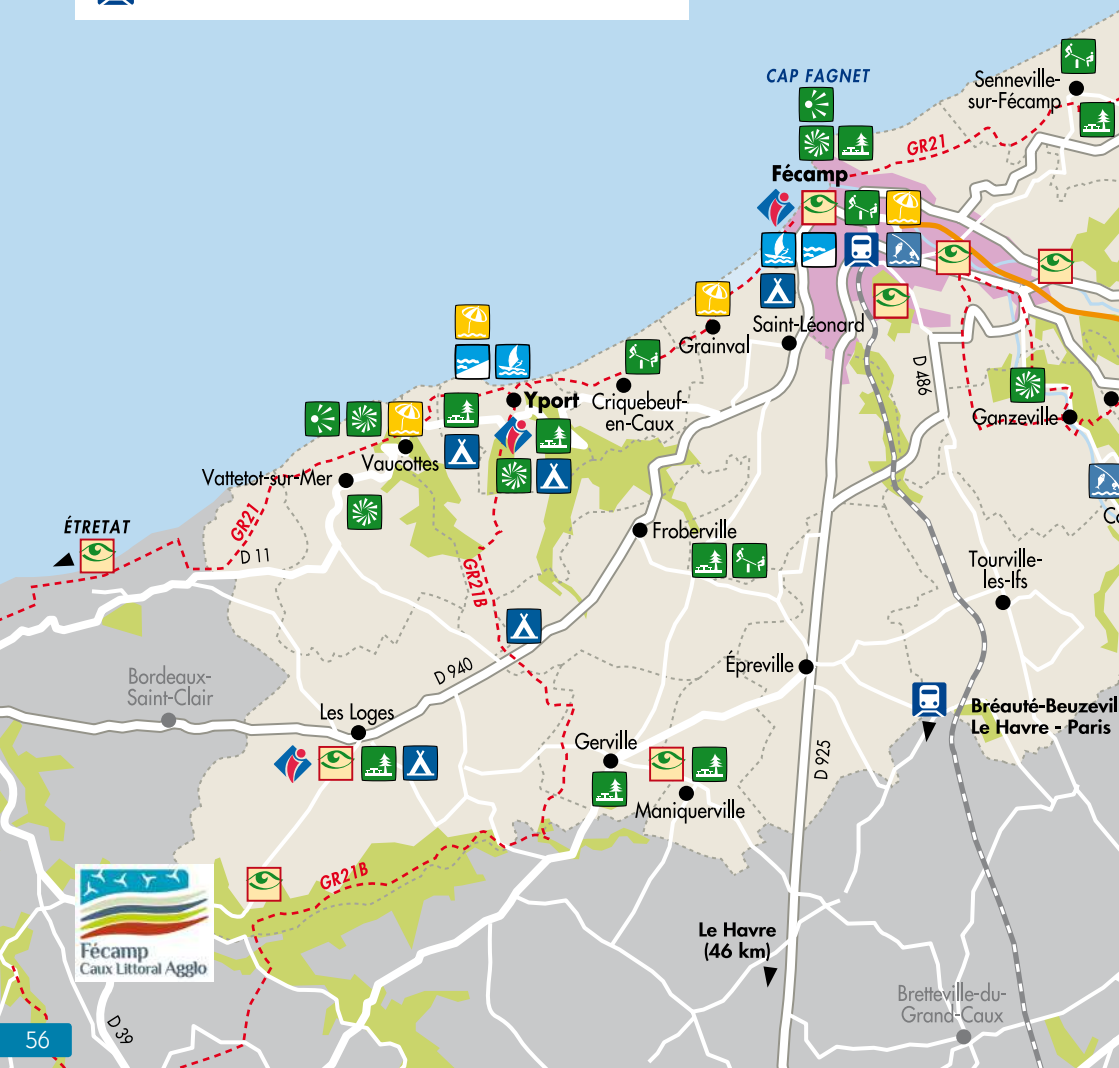 CAP FAGNET
Senneville-
sur-Fécamp
GR21
Fécamp
Saint-Léonard
Grainval
D 486
Yport
Criquebeuf-
en-Caux
Ganzeville
Vaucottes
Vattetot-sur-Mer
GR21
ÉTRETAT
D 11
Froberville
GR21B
Tourville-
les-Ifs
D 940
Épreville
Bordeaux-
Saint-Clair
Bréauté-Beuzevil
Le Havre - Paris
Les Loges
Gerville
D 925
Maniquerville
GR21B
Fécamp
Caux Littoral Agglo
Le Havre
(46 km)
Bretteville-du-
Grand-Caux
D 39
56